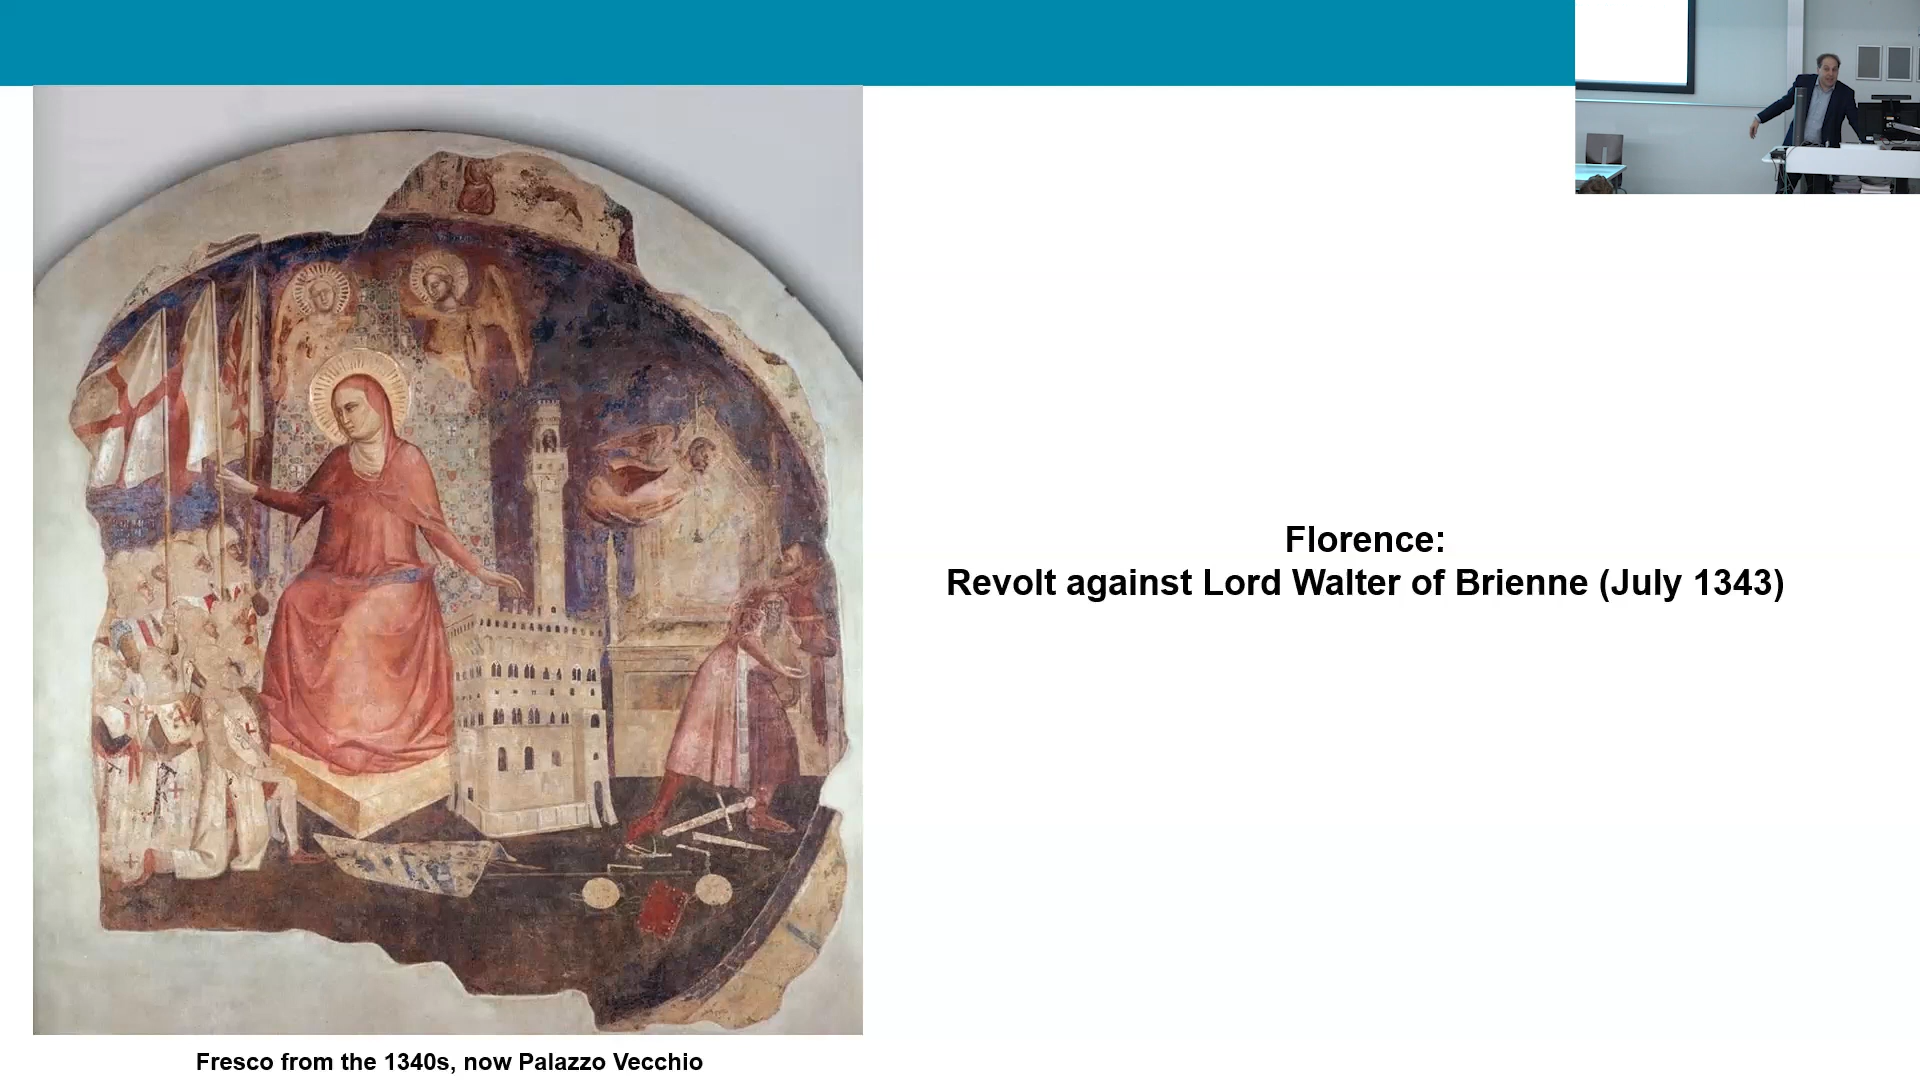 Florence:
Revolt against Lord Walter of Brienne (July 1343)
Fresco from the 1340s, now Palazzo Vecchio